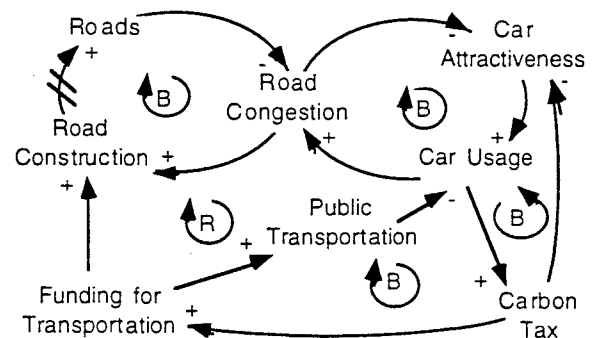 Roads
+
-
Car
Attractiveness
-
-
B
Road
Congestion
B
+
+
+
Car Usage
-
Road
Construction
+
+
R
Public
Transportation
+
-
B
B
+
Carbon
Tax
Funding for
Transportation
+